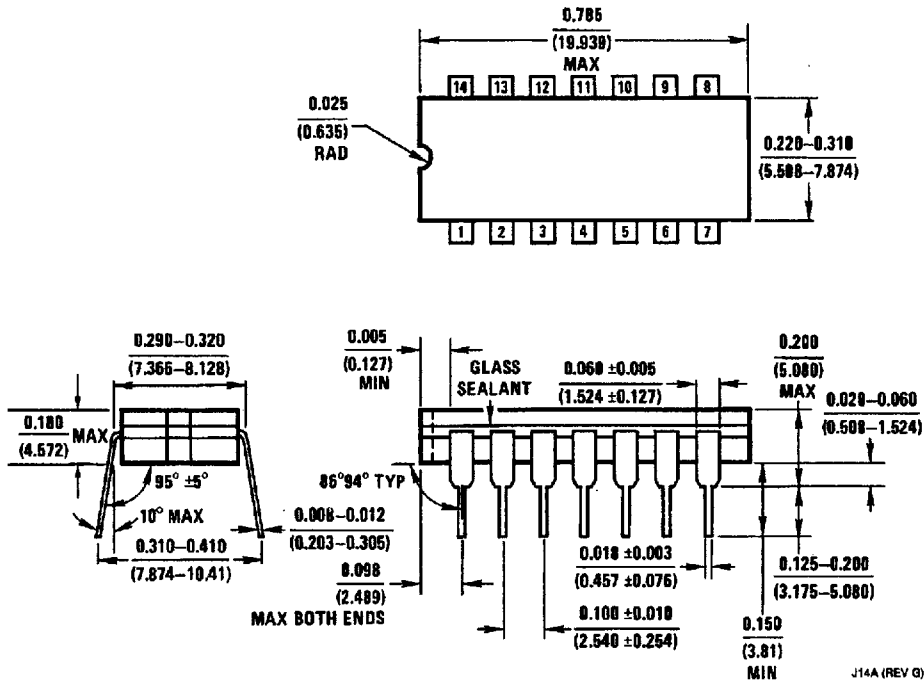 0.785
(19.939)
MAX
14 13 12 11 10 9 8
0.025
(0.635)
RAD
0.220–0.310
(5.588–7.874)
1 2 3 4 5 6 7
0.290–0.320
(7.366–8.128)
0.180
(4.572)
MAX
95° ±5°
10° MAX
0.310–0.410
(7.874–10.41)
0.008–0.012
(0.203–0.305)
0.005
(0.127)
MIN
GLASS
SEALANT
0.060 ±0.005
(1.524 ±0.127)
0.200
(5.080)
MAX
0.020–0.060
(0.508–1.524)
86°94° TYP
0.098
(2.489)
MAX BOTH ENDS
0.018 ±0.003
(0.457 ±0.076)
0.100 ±0.010
(2.540 ±0.254)
0.125–0.200
(3.175–5.080)
0.150
(3.81)
MIN
J14A (REV G)